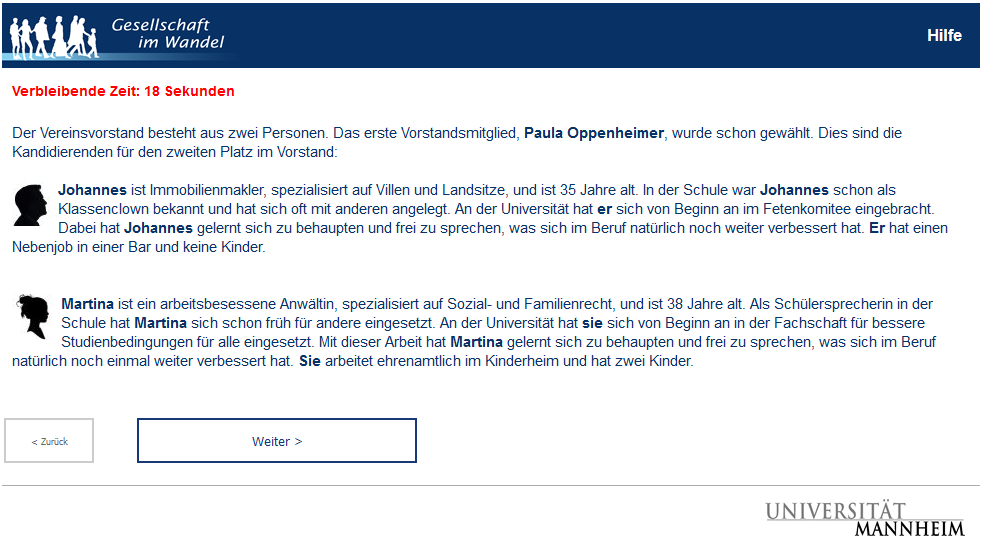 Gesellschaft
im Wandel
Hilfe
Verbleibende Zeit: 18 Sekunden
Der Vereinsvorstand besteht aus zwei Personen. Das erste Vorstandsmitglied, Paula Oppenheimer, wurde schon gewählt. Dies sind die
Kandidierenden für den zweiten Platz im Vorstand:
Johannes ist Immobilienmakler, spezialisiert auf Villen und Landsitze, und ist 35 Jahre alt. In der Schule war Johannes schon als
Klassenclown bekannt und hat sich oft mit anderen angelegt. An der Universität hat er sich von Beginn an im Fetenkomitee eingebracht.
Dabei hat Johannes gelernt sich zu behaupten und frei zu sprechen, was sich im Beruf natürlich noch weiter verbessert hat. Er hat einen
Nebenjob in einer Bar und keine Kinder.
Martina ist ein arbeitsbesessene Anwältin, spezialisiert auf Sozial- und Familienrecht, und ist 38 Jahre alt. Als Schülersprecherin in der
Schule hat Martina sich schon früh für andere eingesetzt. An der Universität hat sie sich von Beginn an in der Fachschaft für bessere
Studienbedingungen für alle eingesetzt. Mit dieser Arbeit hat Martina gelernt sich zu behaupten und frei zu sprechen, was sich im Beruf
natürlich noch einmal weiter verbessert hat. Sie arbeitet ehrenamtlich im Kinderheim und hat zwei Kinder.
< Zurück
Weiter >
UNIVERSITÄT
MANNHEIM